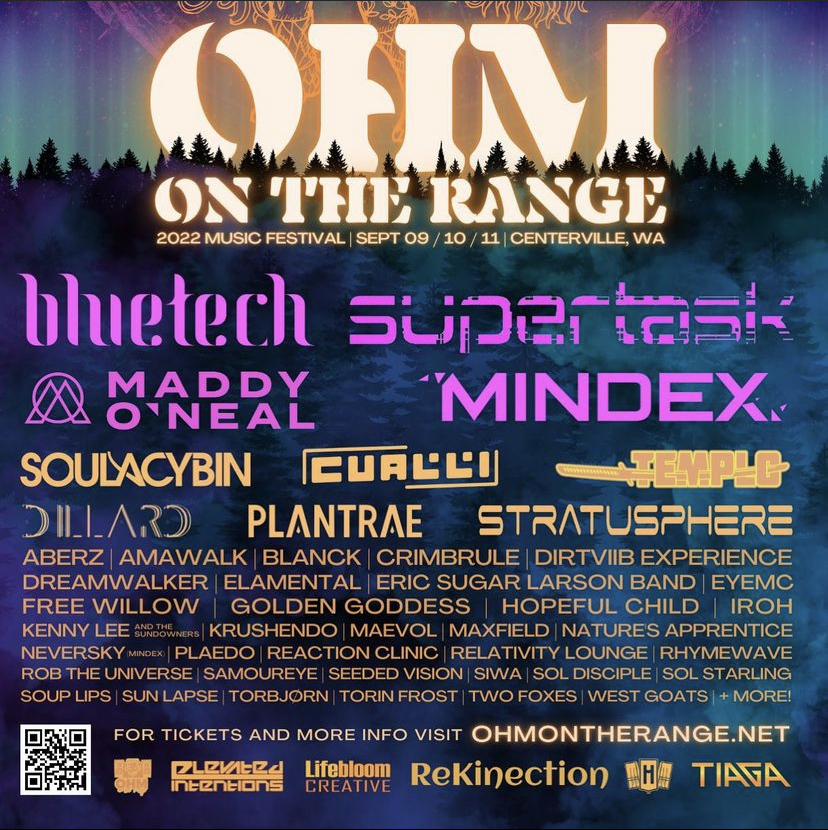 OHM
ON THE RANGE
2022 MUSIC FESTIVAL | SEPT 09 / 10 / 11 | CENTERVILLE, WA
bluetech supertask
MADDY O'NEAL MINDEX
SOULACYBIN CUALLI TEMPLO
DILLARD PLANTRAE STRATUSPHERE
ABERZ | AMAWALK | BLANCK | CRIMBRULE | DIRTVIIB EXPERIENCE
DREAMWALKER | ELAMENTAL | ERIC SUGAR LARSON BAND | EYEMC
FREE WILLOW | GOLDEN GODDESS | HOPEFUL CHILD | IROH
KENNY LEE AND THE SUNDOWNERS | KRUSHENDO | MAEVOL | MAXFIELD | NATURE'S APPRENTICE
NEVERSKY (MINDEX) | PLAEDO | REACTION CLINIC | RELATIVITY LOUNGE | RHYMEWAVE
ROB THE UNIVERSE | SAMOUREYE | SEEDED VISION | SIWA | SOL DISCIPLE | SOL STARLING
SOUP LIPS | SUN LAPSE | TORBJØRN | TORIN FROST | TWO FOXES | WEST GOATS | + MORE!
FOR TICKETS AND MORE INFO VISIT OHMONTHERANGE.NET
ELEVATED INTENTIONS Lifebloom CREATIVE ReKinection H TIAGA